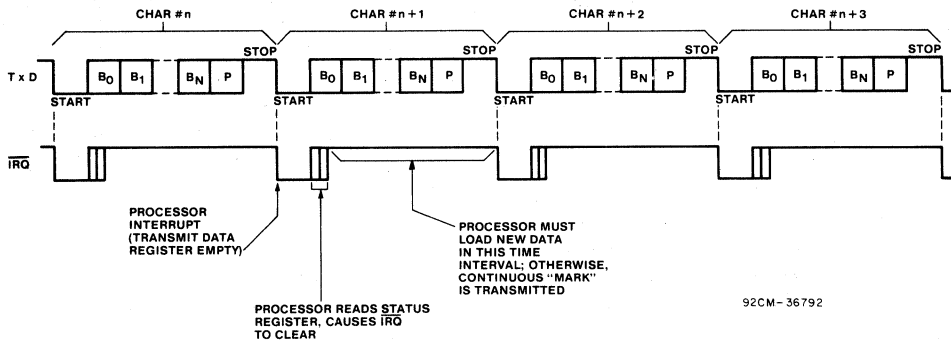 CHAR #n CHAR #n+1 CHAR #n+2 CHAR #n+3
STOP STOP STOP STOP
TxD B0 B1 BN P B0 B1 BN P B0 B1 BN P B0 B1 BN P
START START START START
IRQ
PROCESSOR
INTERRUPT
(TRANSMIT DATA
REGISTER EMPTY)
PROCESSOR READS STATUS
REGISTER, CAUSES IRQ
TO CLEAR
PROCESSOR MUST
LOAD NEW DATA
IN THIS TIME
INTERVAL; OTHERWISE,
CONTINUOUS "MARK"
IS TRANSMITTED
92CM-36792